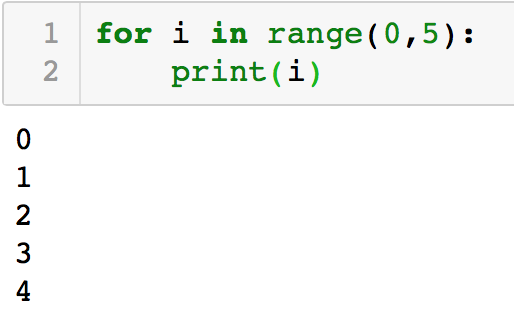 1 for i in range(0,5):
2     print(i)
0
1
2
3
4